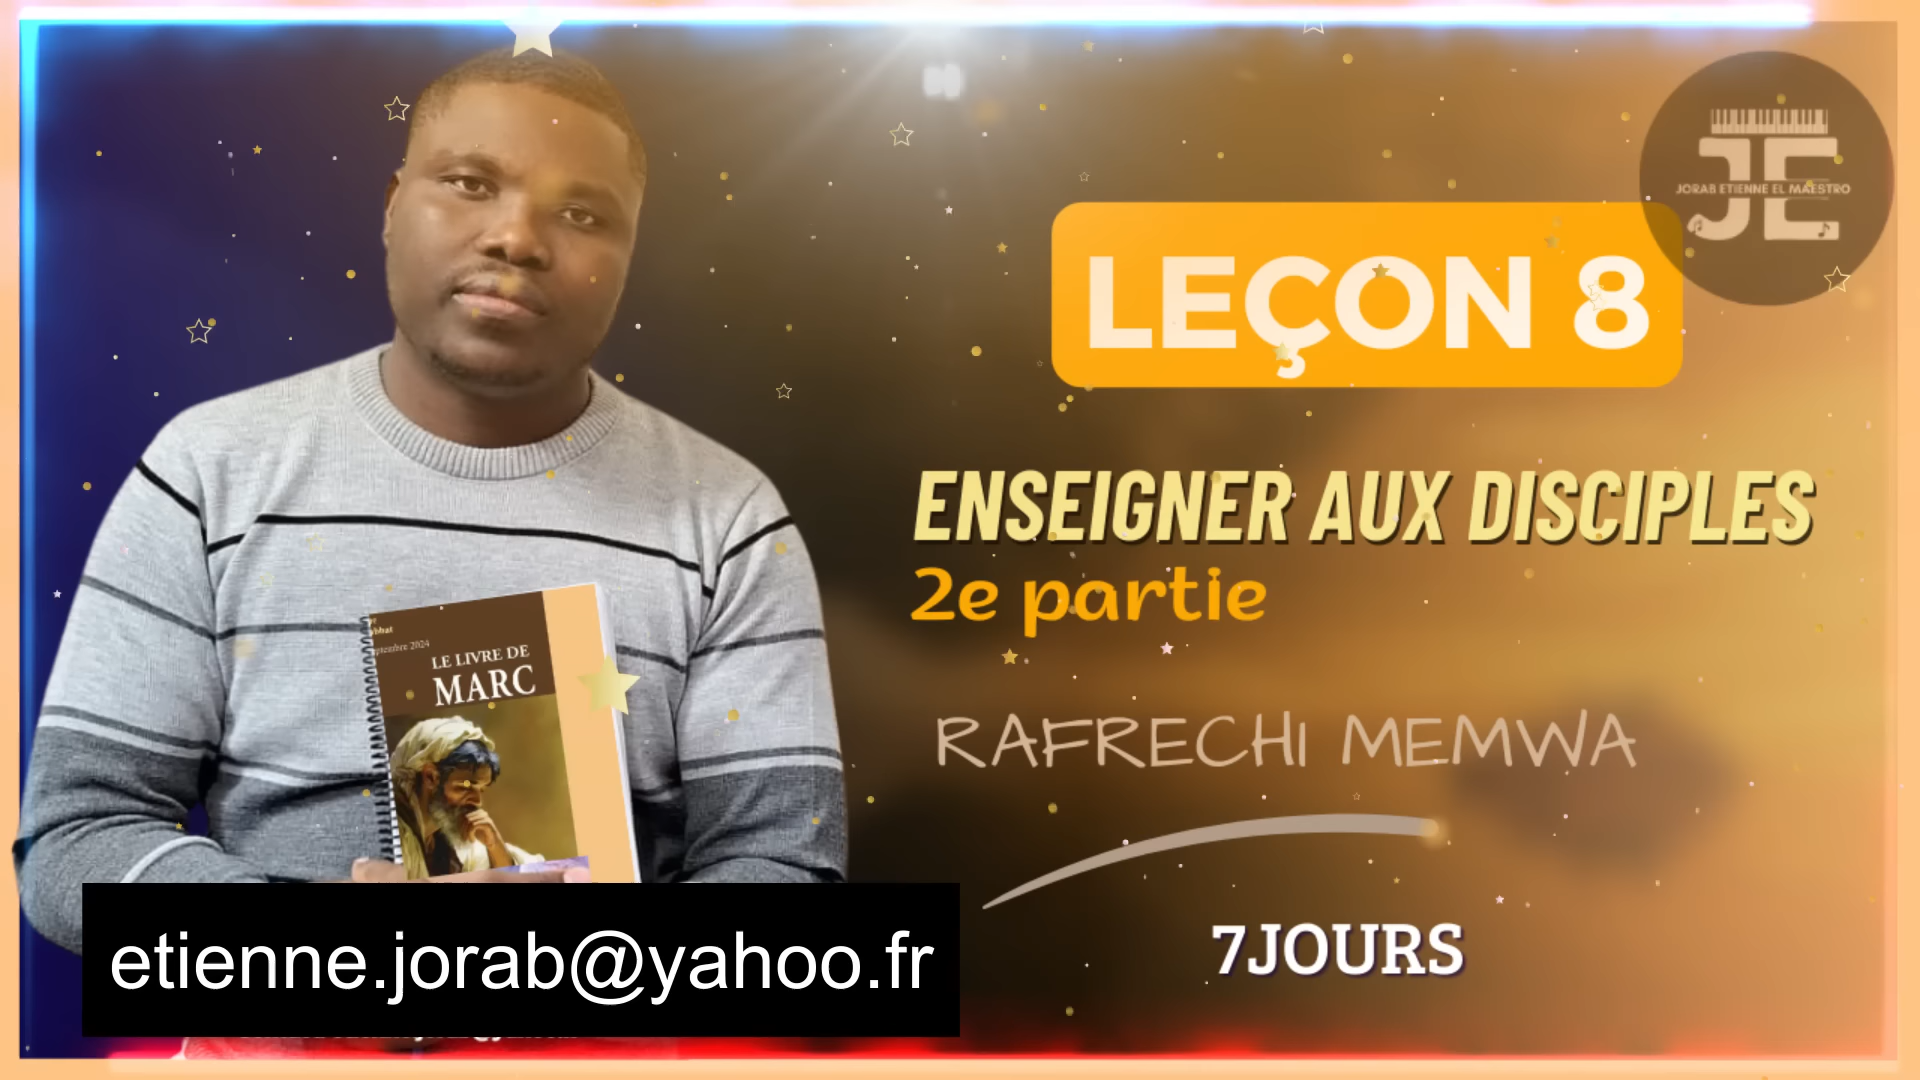 JORAB ETIENNE EL MAESTRO
JE
LEÇON 8
ENSEIGNER AUX DISCIPLES
2e partie
RAFRECHI MEMWA
7JOURS
LE LIVRE DE
MARC
etienne.jorab@yahoo.fr